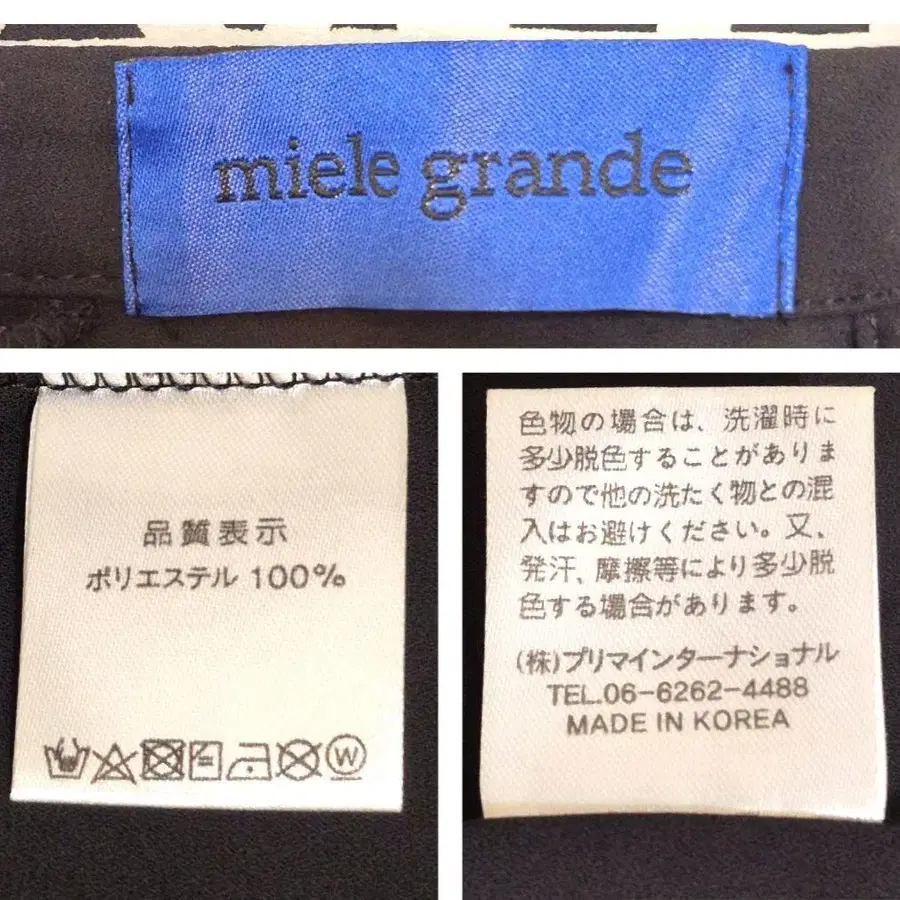 miele grande
品質表示
ポリエステル 100%
W
色物の場合は、洗濯時に
多少脱色することがありま
すので他の洗たく物との混
入はお避けください。又、
発汗、摩擦等により多少脱
色する場合があります。
(株)プリマインターナショナル
TEL.06-6262-4488
MADE IN KOREA